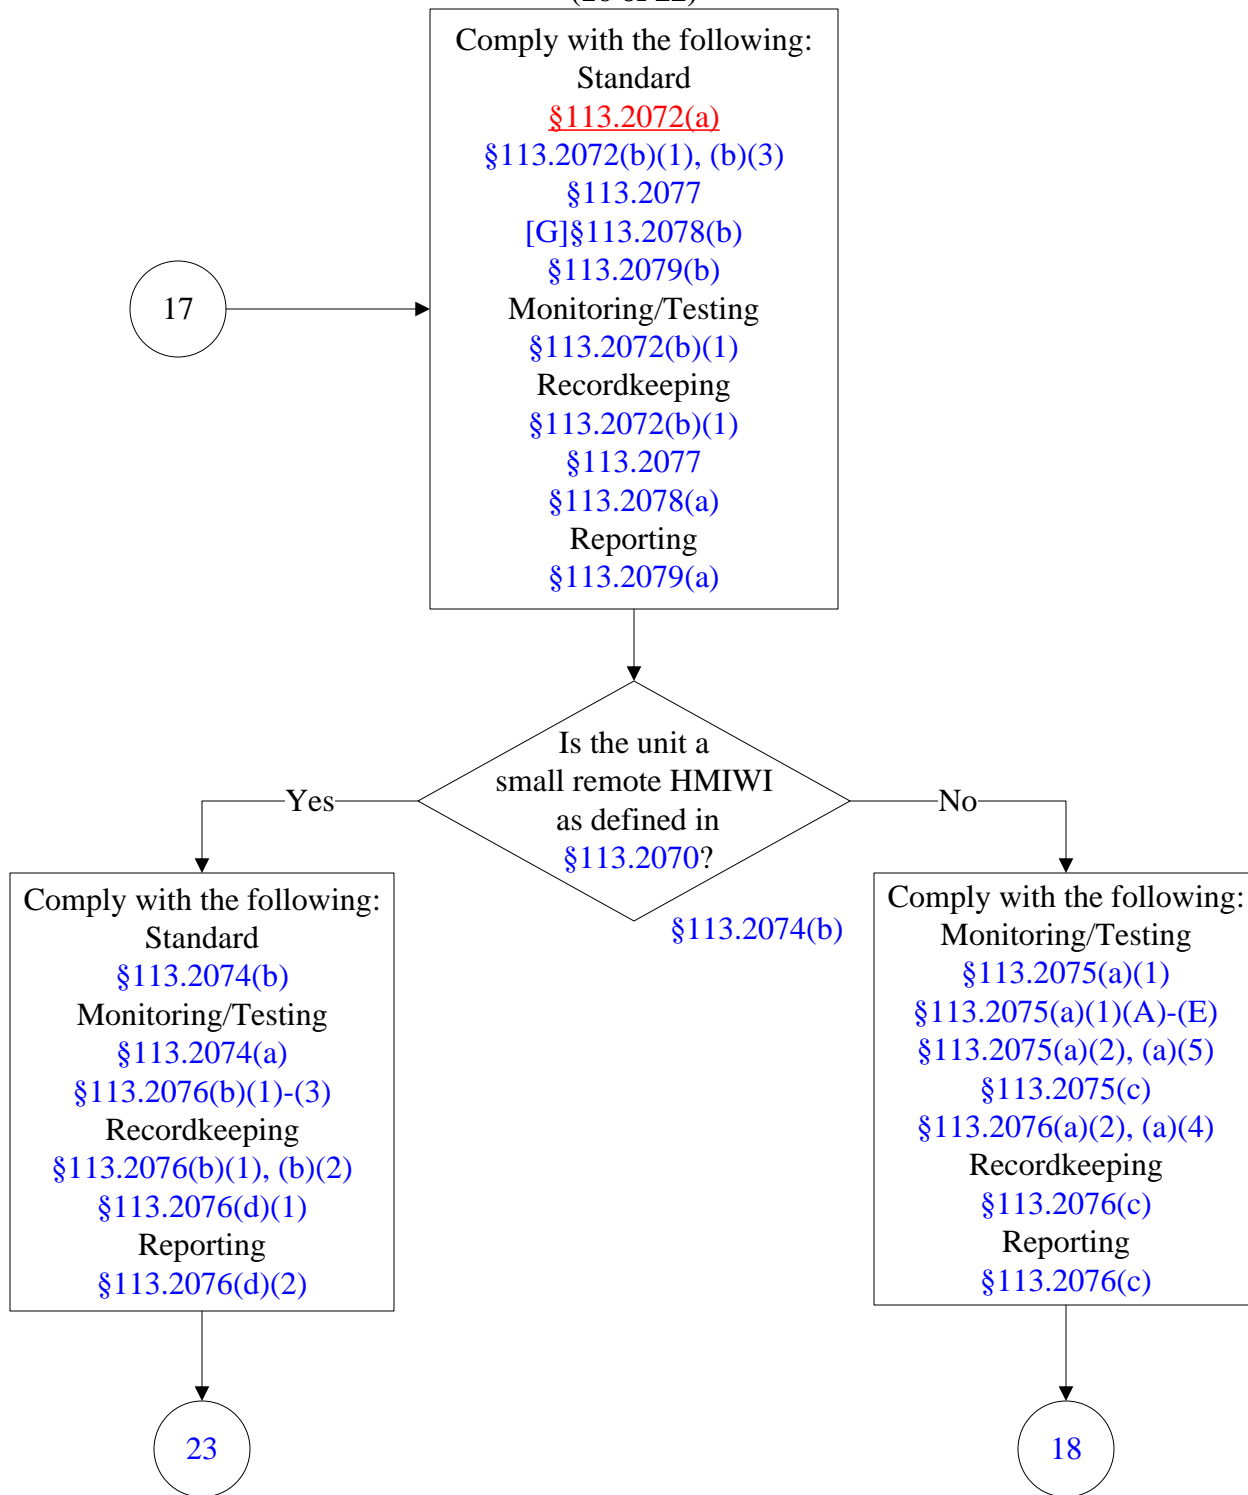 Comply with the following:
Standard
§113.2072(a)
§113.2072(b)(1), (b)(3)
§113.2077
[G]§113.2078(b)
§113.2079(b)
Monitoring/Testing
§113.2072(b)(1)
Recordkeeping
§113.2072(b)(1)
§113.2077
§113.2078(a)
Reporting
§113.2079(a)
17
Is the unit a
small remote HMIWI
as defined in
§113.2070?
Yes
No
§113.2074(b)
Comply with the following:
Standard
§113.2074(b)
Monitoring/Testing
§113.2074(a)
§113.2076(b)(1)-(3)
Recordkeeping
§113.2076(b)(1), (b)(2)
§113.2076(d)(1)
Reporting
§113.2076(d)(2)
Comply with the following:
Monitoring/Testing
§113.2075(a)(1)
§113.2075(a)(1)(A)-(E)
§113.2075(a)(2), (a)(5)
§113.2075(c)
§113.2076(a)(2), (a)(4)
Recordkeeping
§113.2076(c)
Reporting
§113.2076(c)
23
18